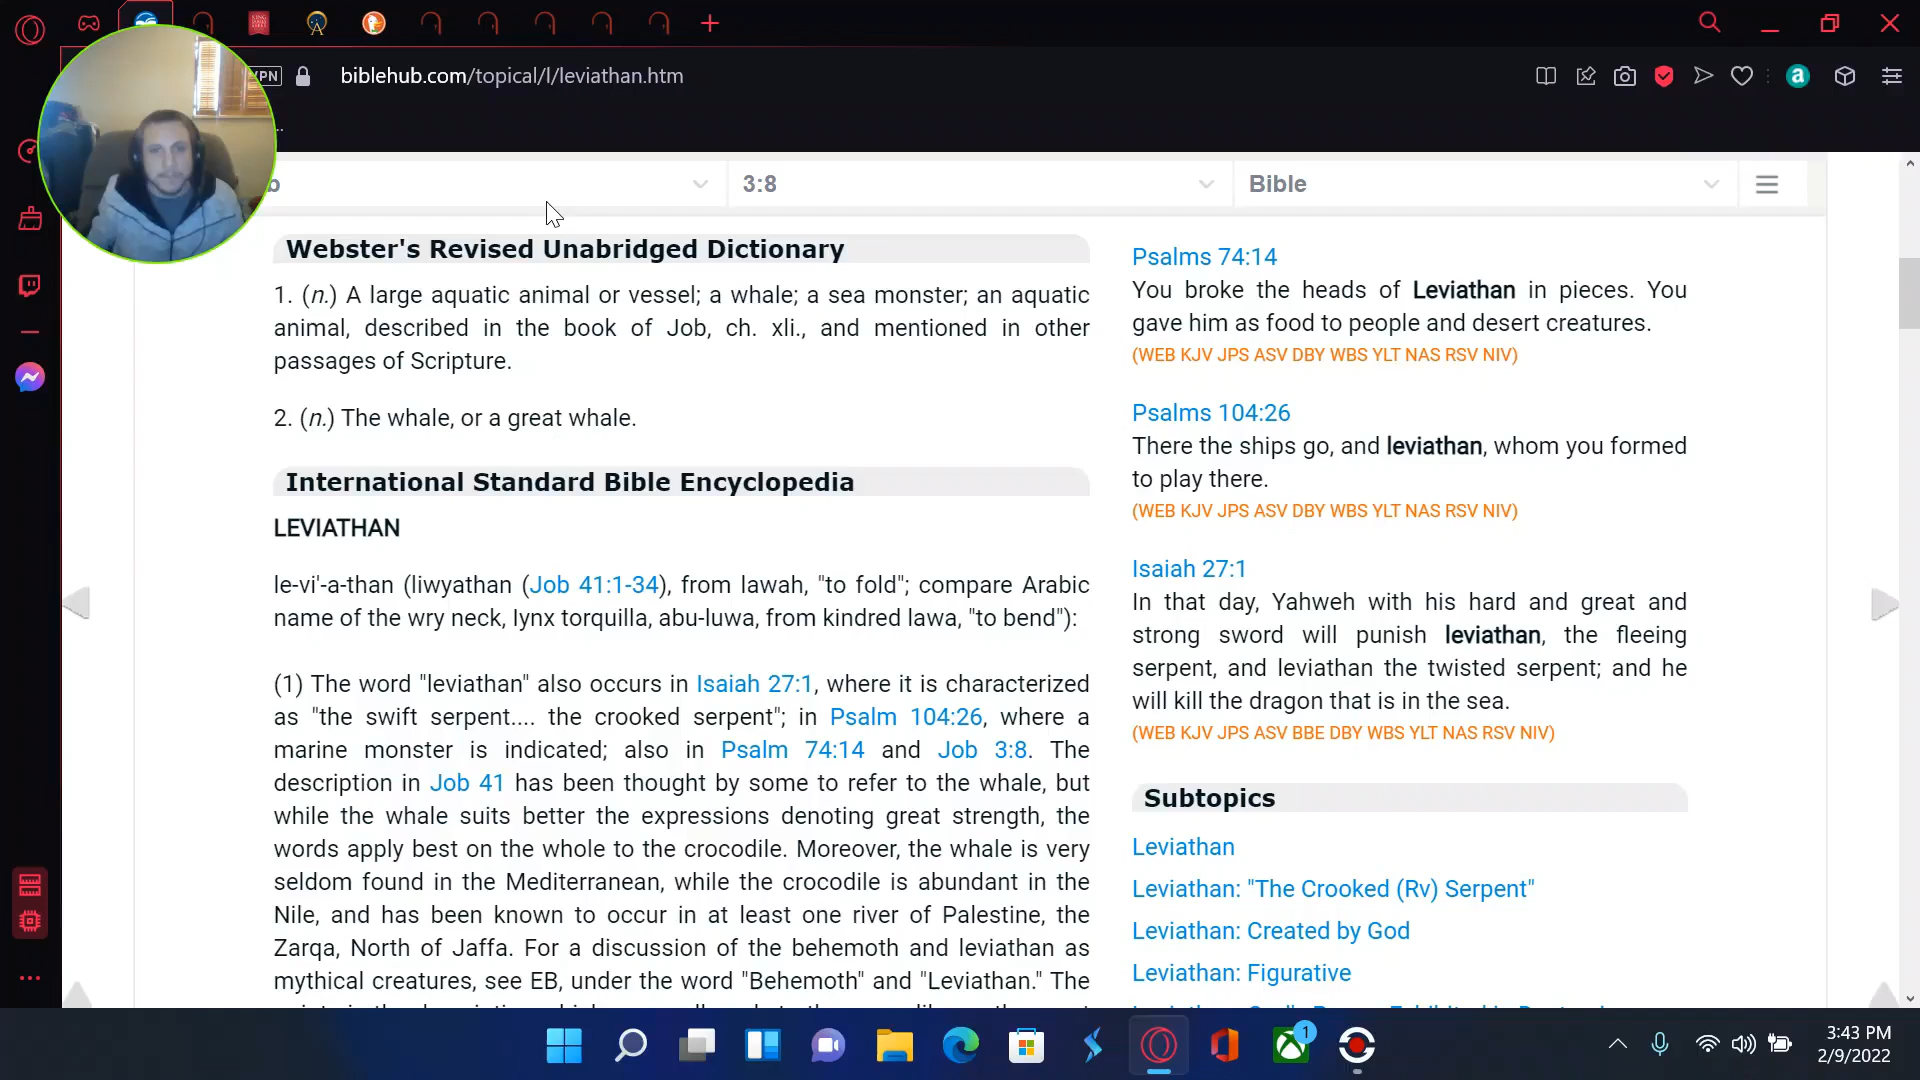 VPN
biblehub.com/topical/l/leviathan.htm
3:8
Bible
Webster's Revised Unabridged Dictionary
1. (n.) A large aquatic animal or vessel; a whale; a sea monster; an aquatic
animal, described in the book of Job, ch. xli., and mentioned in other
passages of Scripture.
2. (n.) The whale, or a great whale.
International Standard Bible Encyclopedia
LEVIATHAN
le-vi'-a-than (liwyathan (Job 41:1-34), from lawah, "to fold"; compare Arabic
name of the wry neck, Iynx torquilla, abu-luwa, from kindred lawa, "to bend"):
(1) The word "leviathan" also occurs in Isaiah 27:1, where it is characterized
as "the swift serpent.... the crooked serpent"; in Psalm 104:26, where a
marine monster is indicated; also in Psalm 74:14 and Job 3:8. The
description in Job 41 has been thought by some to refer to the whale, but
while the whale suits better the expressions denoting great strength, the
words apply best on the whole to the crocodile. Moreover, the whale is very
seldom found in the Mediterranean, while the crocodile is abundant in the
Nile, and has been known to occur in at least one river of Palestine, the
Zarqa, North of Jaffa. For a discussion of the behemoth and leviathan as
mythical creatures, see EB, under the word "Behemoth" and "Leviathan." The
Psalms 74:14
You broke the heads of Leviathan in pieces. You
gave him as food to people and desert creatures.
(WEB KJV JPS ASV DBY WBS YLT NAS RSV NIV)
Psalms 104:26
There the ships go, and leviathan, whom you formed
to play there.
(WEB KJV JPS ASV DBY WBS YLT NAS RSV NIV)
Isaiah 27:1
In that day, Yahweh with his hard and great and
strong sword will punish leviathan, the fleeing
serpent, and leviathan the twisted serpent; and he
will kill the dragon that is in the sea.
(WEB KJV JPS ASV BBE DBY WBS YLT NAS RSV NIV)
Subtopics
Leviathan
Leviathan: "The Crooked (Rv) Serpent"
Leviathan: Created by God
Leviathan: Figurative
1
3:43 PM
2/9/2022